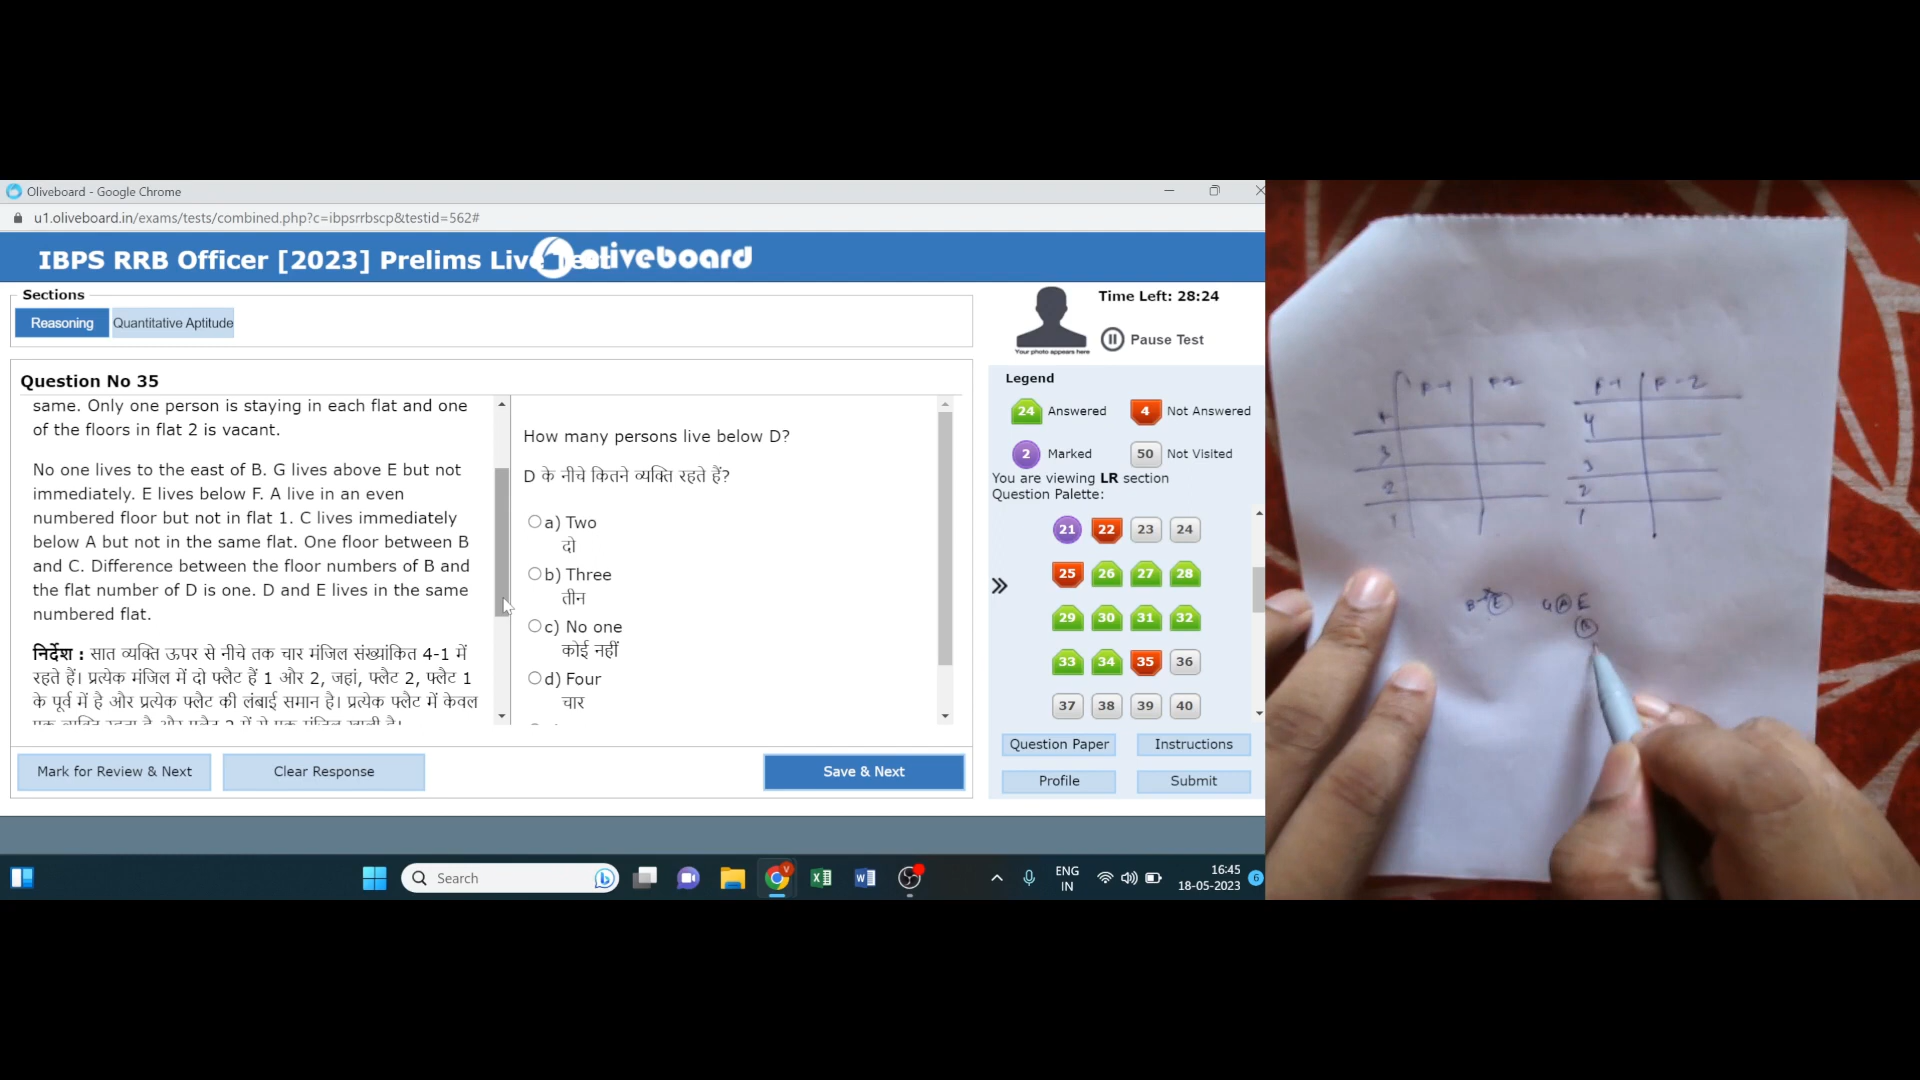 Oliveboard - Google Chrome
u1.oliveboard.in/exams/tests/combined.php?c=ibpsrrbscp&testid=562#
IBPS RRB Officer [2023] Prelims Live
oliveboard
Sections
Reasoning
Quantitative Aptitude
Your photo appears here
Time Left: 28:24
Pause Test
Question No 35
same. Only one person is staying in each flat and one
of the floors in flat 2 is vacant.
No one lives to the east of B. G lives above E but not
immediately. E lives below F. A live in an even
numbered floor but not in flat 1. C lives immediately
below A but not in the same flat. One floor between B
and C. Difference between the floor numbers of B and
the flat number of D is one. D and E lives in the same
numbered flat.
निर्देश : सात व्यक्ति ऊपर से नीचे तक चार मंजिल संख्यांकित 4-1 में
रहते हैं। प्रत्येक मंजिल में दो फ्लैट हैं 1 और 2, जहां, फ्लैट 2, फ्लैट 1
के पूर्व में है और प्रत्येक फ्लैट की लंबाई समान है। प्रत्येक फ्लैट में केवल
How many persons live below D?
D के नीचे कितने व्यक्ति रहते हैं?
a) Two
दो
b) Three
तीन
c) No one
कोई नहीं
d) Four
चार
Mark for Review & Next
Clear Response
Save & Next
Legend
24 Answered
4 Not Answered
2 Marked
50 Not Visited
You are viewing LR section
Question Palette:
21 22 23 24
25 26 27 28
29 30 31 32
33 34 35 36
37 38 39 40
Question Paper
Instructions
Profile
Submit
Search
ENG
IN
16:45
18-05-2023
6
F-1 F-2
4
3
2
1
F-1 F-2
4
3
2
1